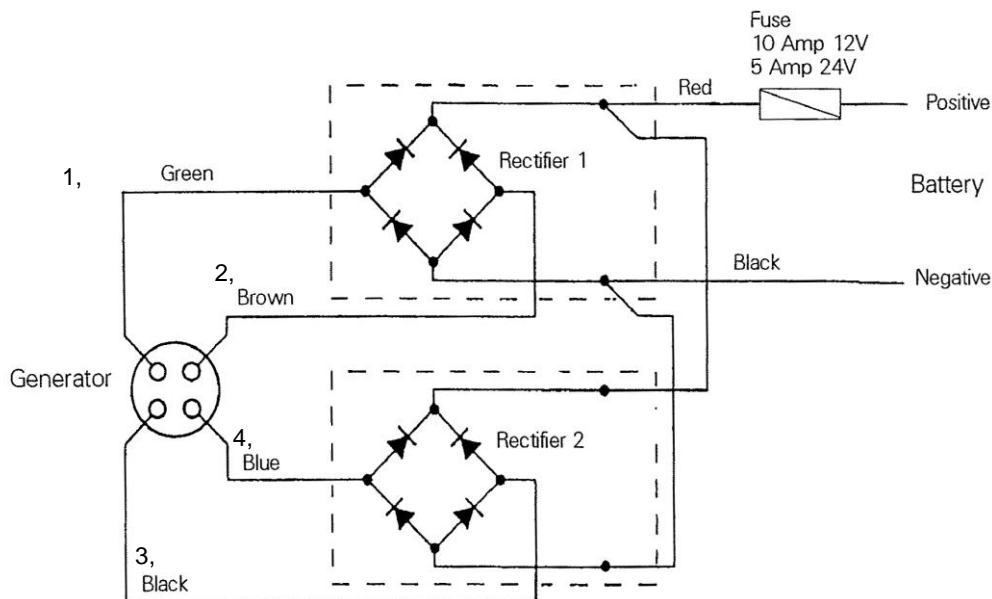 Fuse
10 Amp 12V
5 Amp 24V
Red
Positive
Rectifier 1
1,
Green
Battery
2,
Black
Negative
Brown
Generator
4,
Rectifier 2
Blue
3,
Black